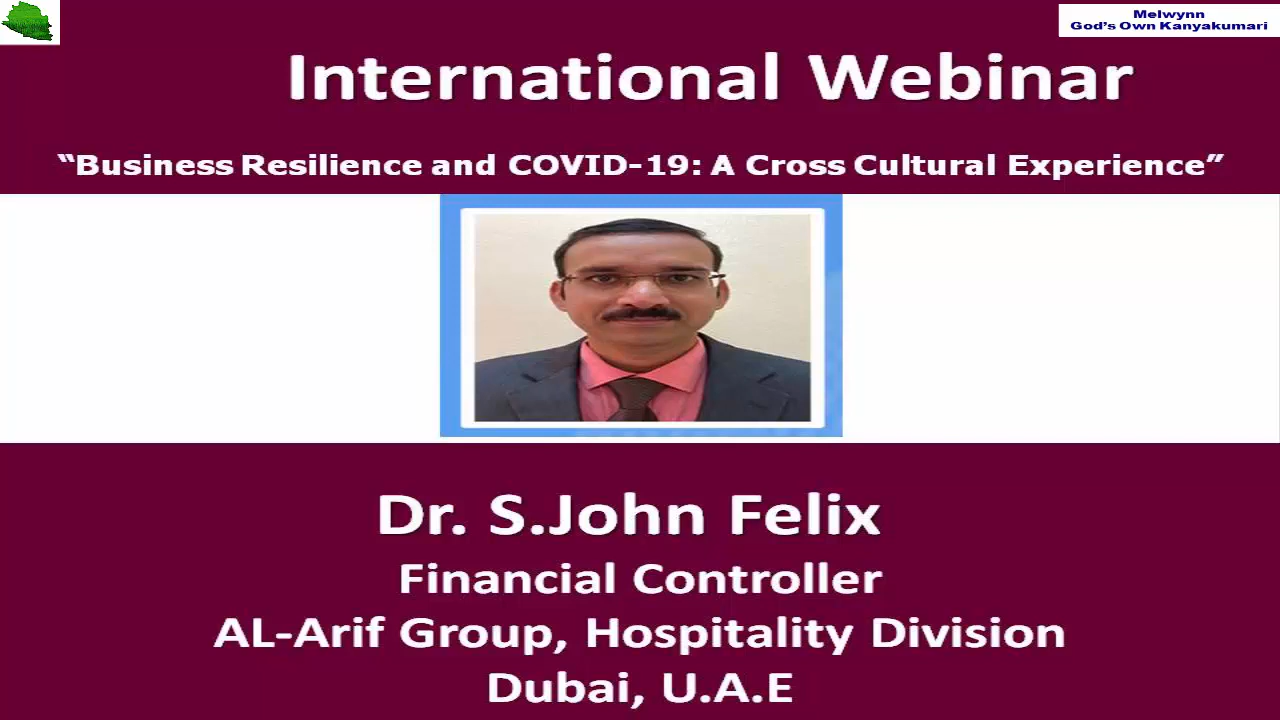 Melwynn
God's Own Kanyakumari
International Webinar
“Business Resilience and COVID-19: A Cross Cultural Experience”
Dr. S.John Felix
Financial Controller
AL-Arif Group, Hospitality Division
Dubai, U.A.E